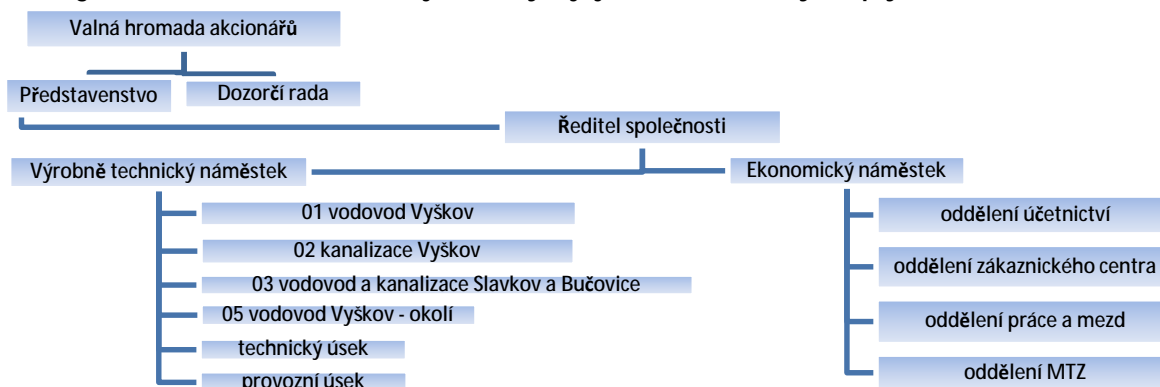 Valná hromada akcionářů
Představenstvo
Dozorčí rada
Ředitel společnosti
Výrobně technický náměstek
Ekonomický náměstek
01 vodovod Vyškov
02 kanalizace Vyškov
03 vodovod a kanalizace Slavkov a Bučovice
05 vodovod Vyškov - okolí
technický úsek
provozní úsek
oddělení účetnictví
oddělení zákaznického centra
oddělení práce a mezd
oddělení MTZ